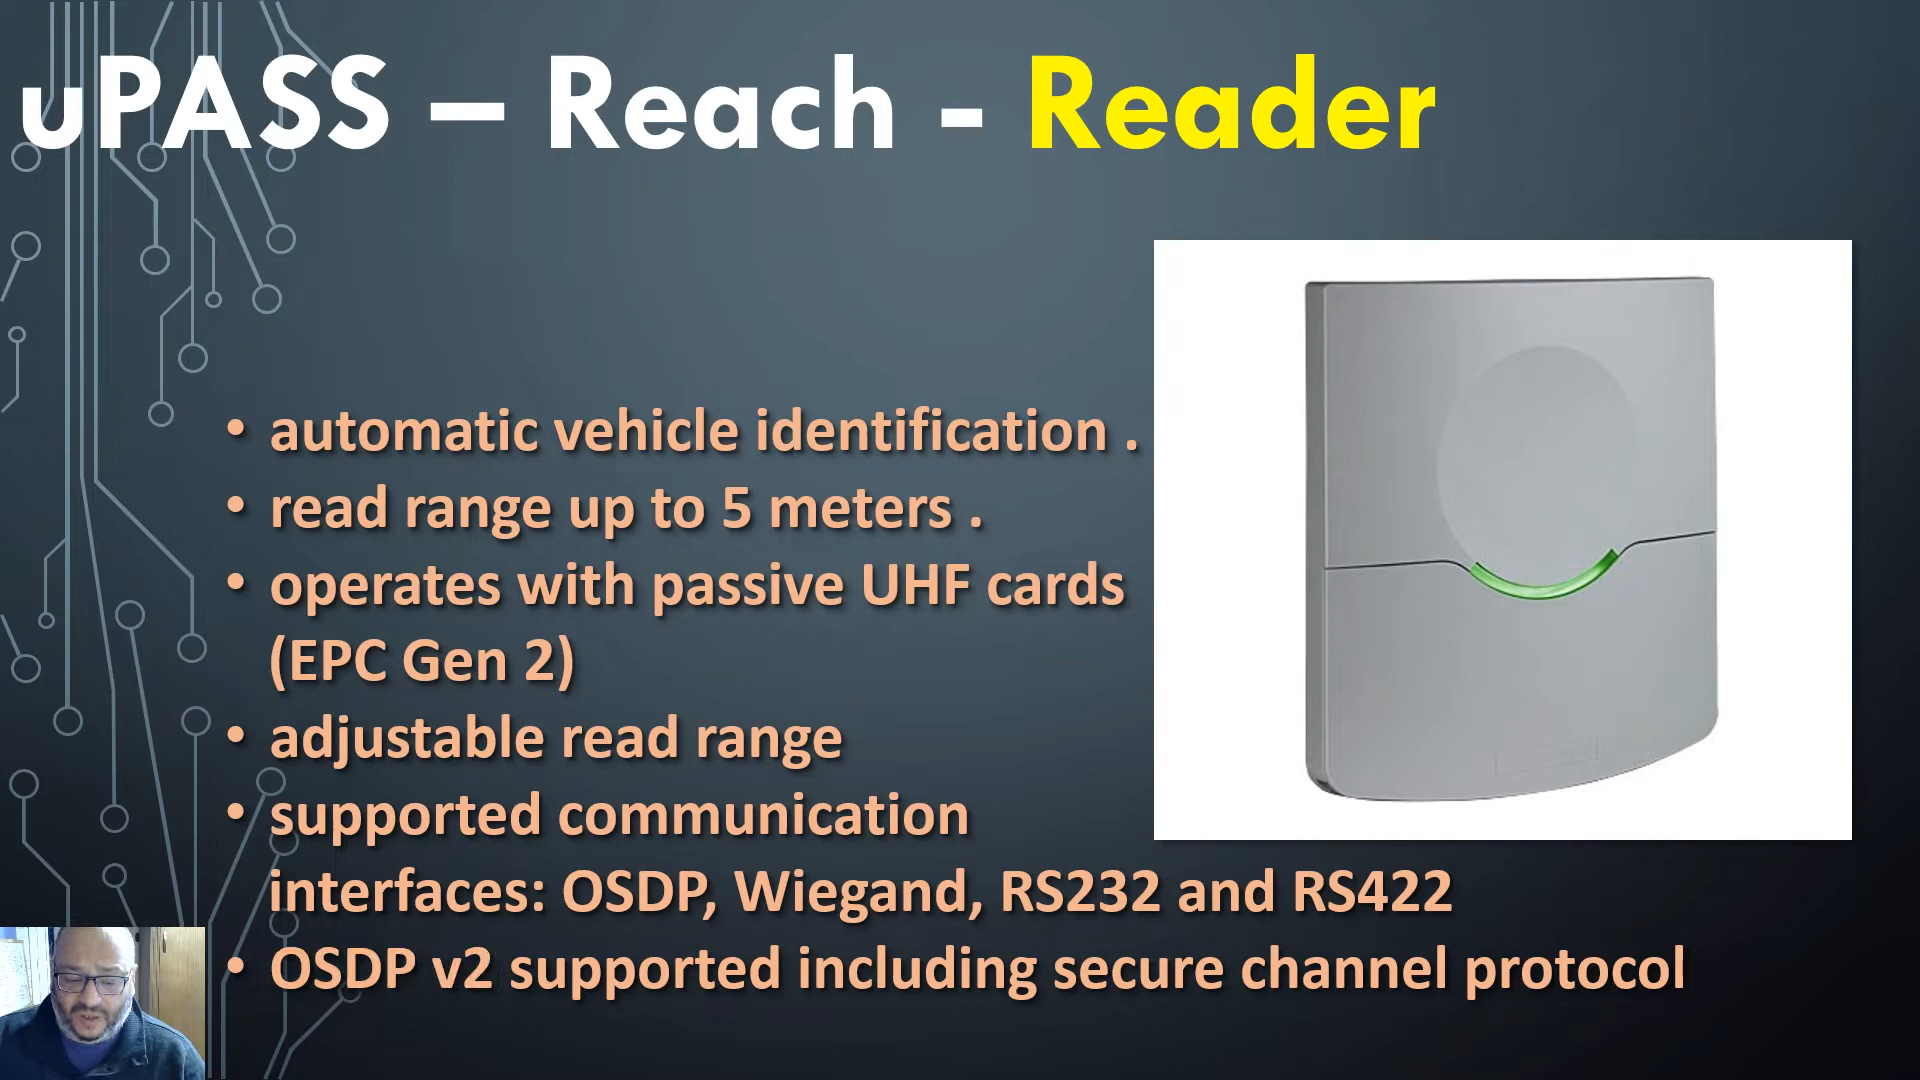 uPASS – Reach - Reader
• automatic vehicle identification .
• read range up to 5 meters .
• operates with passive UHF cards
(EPC Gen 2)
• adjustable read range
• supported communication
interfaces: OSDP, Wiegand, RS232 and RS422
• OSDP v2 supported including secure channel protocol